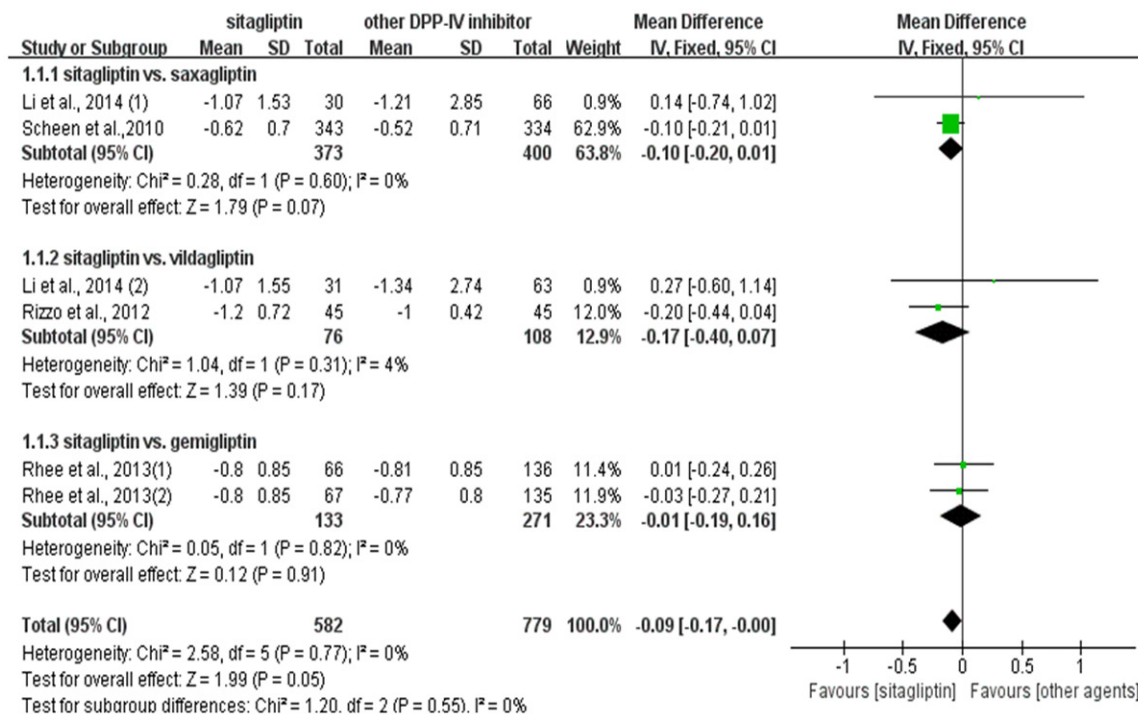 sitagliptin other DPP-IV inhibitor Mean Difference Mean Difference
Study or Subgroup Mean SD Total Mean SD Total Weight IV, Fixed, 95% CI IV, Fixed, 95% CI
1.1.1 sitagliptin vs. saxagliptin
Li et al., 2014 (1) -1.07 1.53 30 -1.21 2.85 66 0.9% 0.14 [-0.74, 1.02]
Scheen et al.,2010 -0.62 0.7 343 -0.52 0.71 334 62.9% -0.10 [-0.21, 0.01]
Subtotal (95% CI) 373 400 63.8% -0.10 [-0.20, 0.01]
Heterogeneity: Chi² = 0.28, df = 1 (P = 0.60); I² = 0%
Test for overall effect: Z = 1.79 (P = 0.07)
1.1.2 sitagliptin vs. vildagliptin
Li et al., 2014 (2) -1.07 1.55 31 -1.34 2.74 63 0.9% 0.27 [-0.60, 1.14]
Rizzo et al., 2012 -1.2 0.72 45 -1 0.42 45 12.0% -0.20 [-0.44, 0.04]
Subtotal (95% CI) 76 108 12.9% -0.17 [-0.40, 0.07]
Heterogeneity: Chi² = 1.04, df = 1 (P = 0.31); I² = 4%
Test for overall effect: Z = 1.39 (P = 0.17)
1.1.3 sitagliptin vs. gemigliptin
Rhee et al., 2013(1) -0.8 0.85 66 -0.81 0.85 136 11.4% 0.01 [-0.24, 0.26]
Rhee et al., 2013(2) -0.8 0.85 67 -0.77 0.8 135 11.9% -0.03 [-0.27, 0.21]
Subtotal (95% CI) 133 271 23.3% -0.01 [-0.19, 0.16]
Heterogeneity: Chi² = 0.05, df = 1 (P = 0.82); I² = 0%
Test for overall effect: Z = 0.12 (P = 0.91)
Total (95% CI) 582 779 100.0% -0.09 [-0.17, -0.00]
Heterogeneity: Chi² = 2.58, df = 5 (P = 0.77); I² = 0%
Test for overall effect: Z = 1.99 (P = 0.05)
Test for subgroup differences: Chi² = 1.20, df = 2 (P = 0.55), I² = 0%
-1 -0.5 0 0.5 1
Favours [sitagliptin] Favours [other agents]